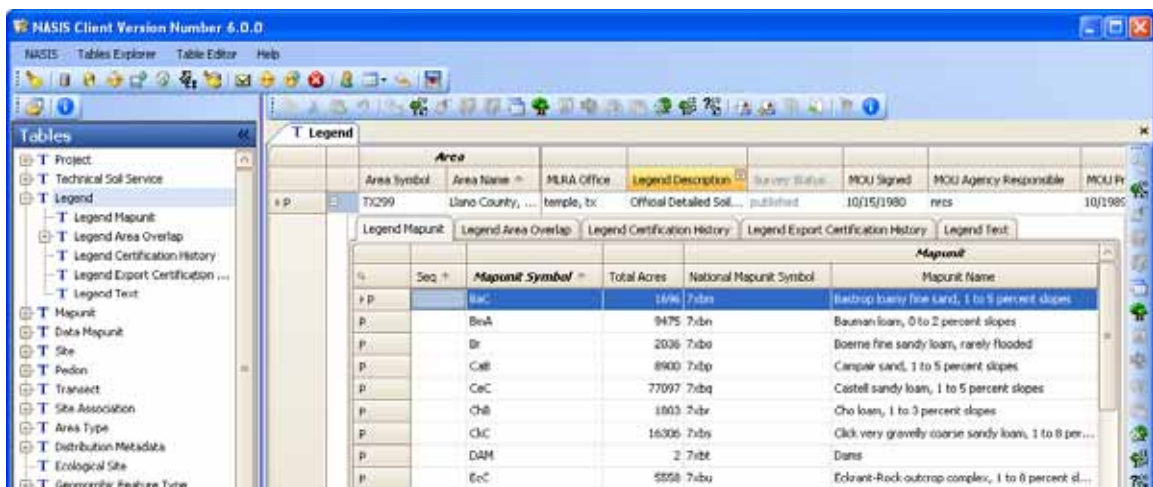 NASIS Client Version Number 6.0.0
NASIS Tables Explorer Table Editor Help
Tables
T Project
T Technical Soil Service
T Legend
T Legend Mapunit
T Legend Area Overlap
T Legend Certification History
T Legend Export Certification ...
T Legend Text
T Mapunit
T Data Mapunit
T Site
T Pedon
T Transect
T Site Association
T Area Type
T Distribution Metadata
T Ecological Site
T Geomorphic Feature Type
T Legend
Area
Area Symbol Area Name MLRA Office Legend Description Survey Status MOU Signed MOU Agency Responsible MOU
P TX299 Llano County, ... temple, tx Official Detailed Soil... published 10/15/1980 nrcs
Legend Mapunit Legend Area Overlap Legend Certification History Legend Export Certification History Legend Text
Mapunit
Seq Mapunit Symbol Total Acres National Mapunit Symbol Mapunit Name
P BaC 1696 7xbm Bastrop loamy fine sand, 1 to 5 percent slopes
P BmA 9475 7xbn Bauman loam, 0 to 2 percent slopes
P Br 2036 7xbo Boerne fine sandy loam, rarely flooded
P CaB 8900 7xbp Campair sand, 1 to 5 percent slopes
P CeC 77097 7xbq Castell sandy loam, 1 to 5 percent slopes
P ChB 1803 7xbr Cho loam, 1 to 3 percent slopes
P CkC 16306 7xbs Click very gravelly coarse sandy loam, 1 to 8 per...
P DAM 2 7xbt Dams
P EcC 5558 7xbu Eckrant-Rock outcrop complex, 1 to 8 percent sl...